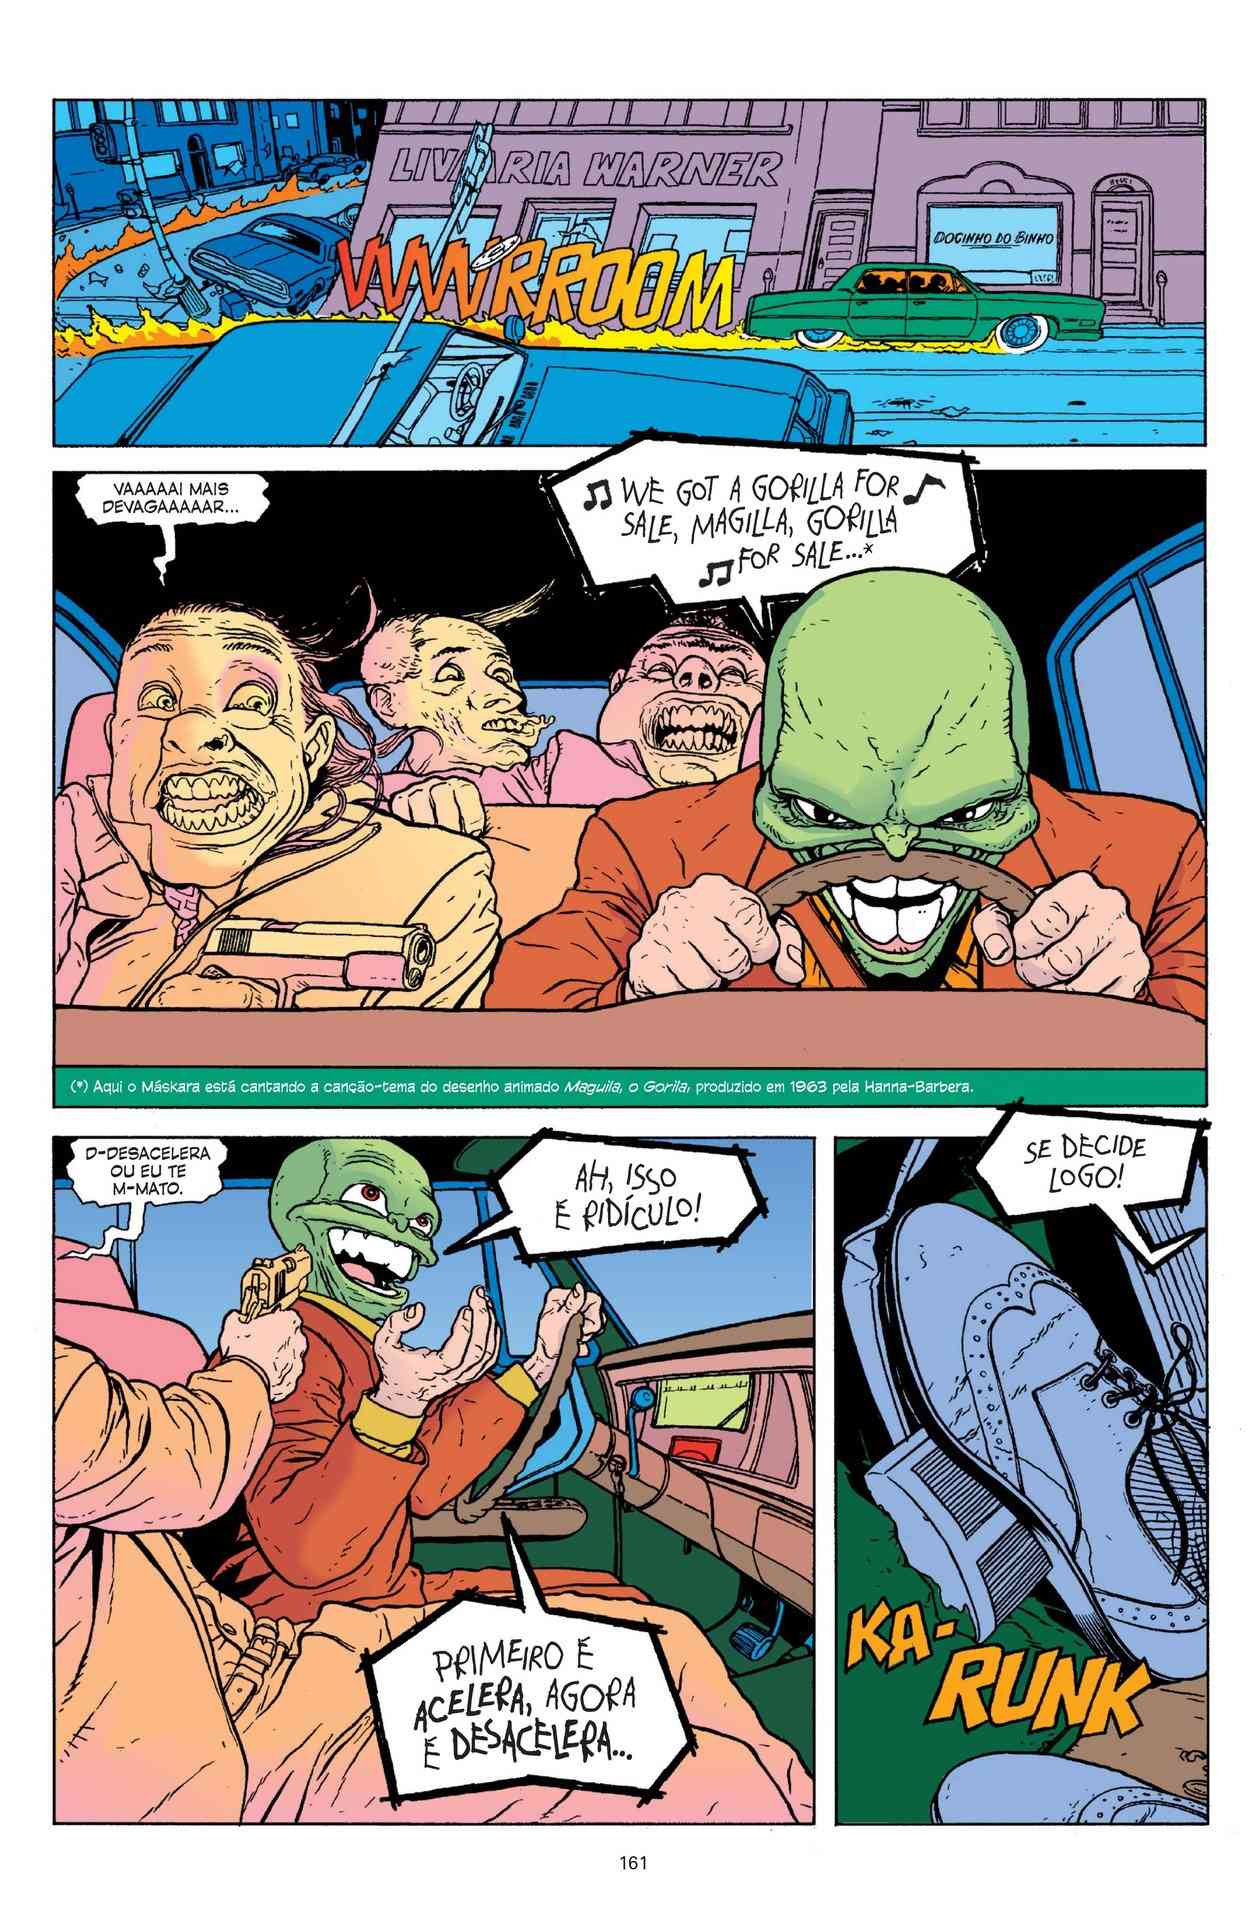 LIVRARIA WARNER
DOCINHO DO BINHO
VVVVRROOM
VAAAAAI MAIS
DEVAGAAAAAR...
♫ WE GOT A GORILLA FOR ♪
SALE, MAGILLA, GORILLA
♫ FOR SALE...*
(*) Aqui o Máskara está cantando a canção-tema do desenho animado Maguila, o Gorila, produzido em 1963 pela Hanna-Barbera.
D-DESACELERA
OU EU TE
M-MATO.
AH, ISSO
É RIDÍCULO!
PRIMEIRO É
ACELERA, AGORA
É DESACELERA...
SE DECIDE
LOGO!
KA-
RUNK
161